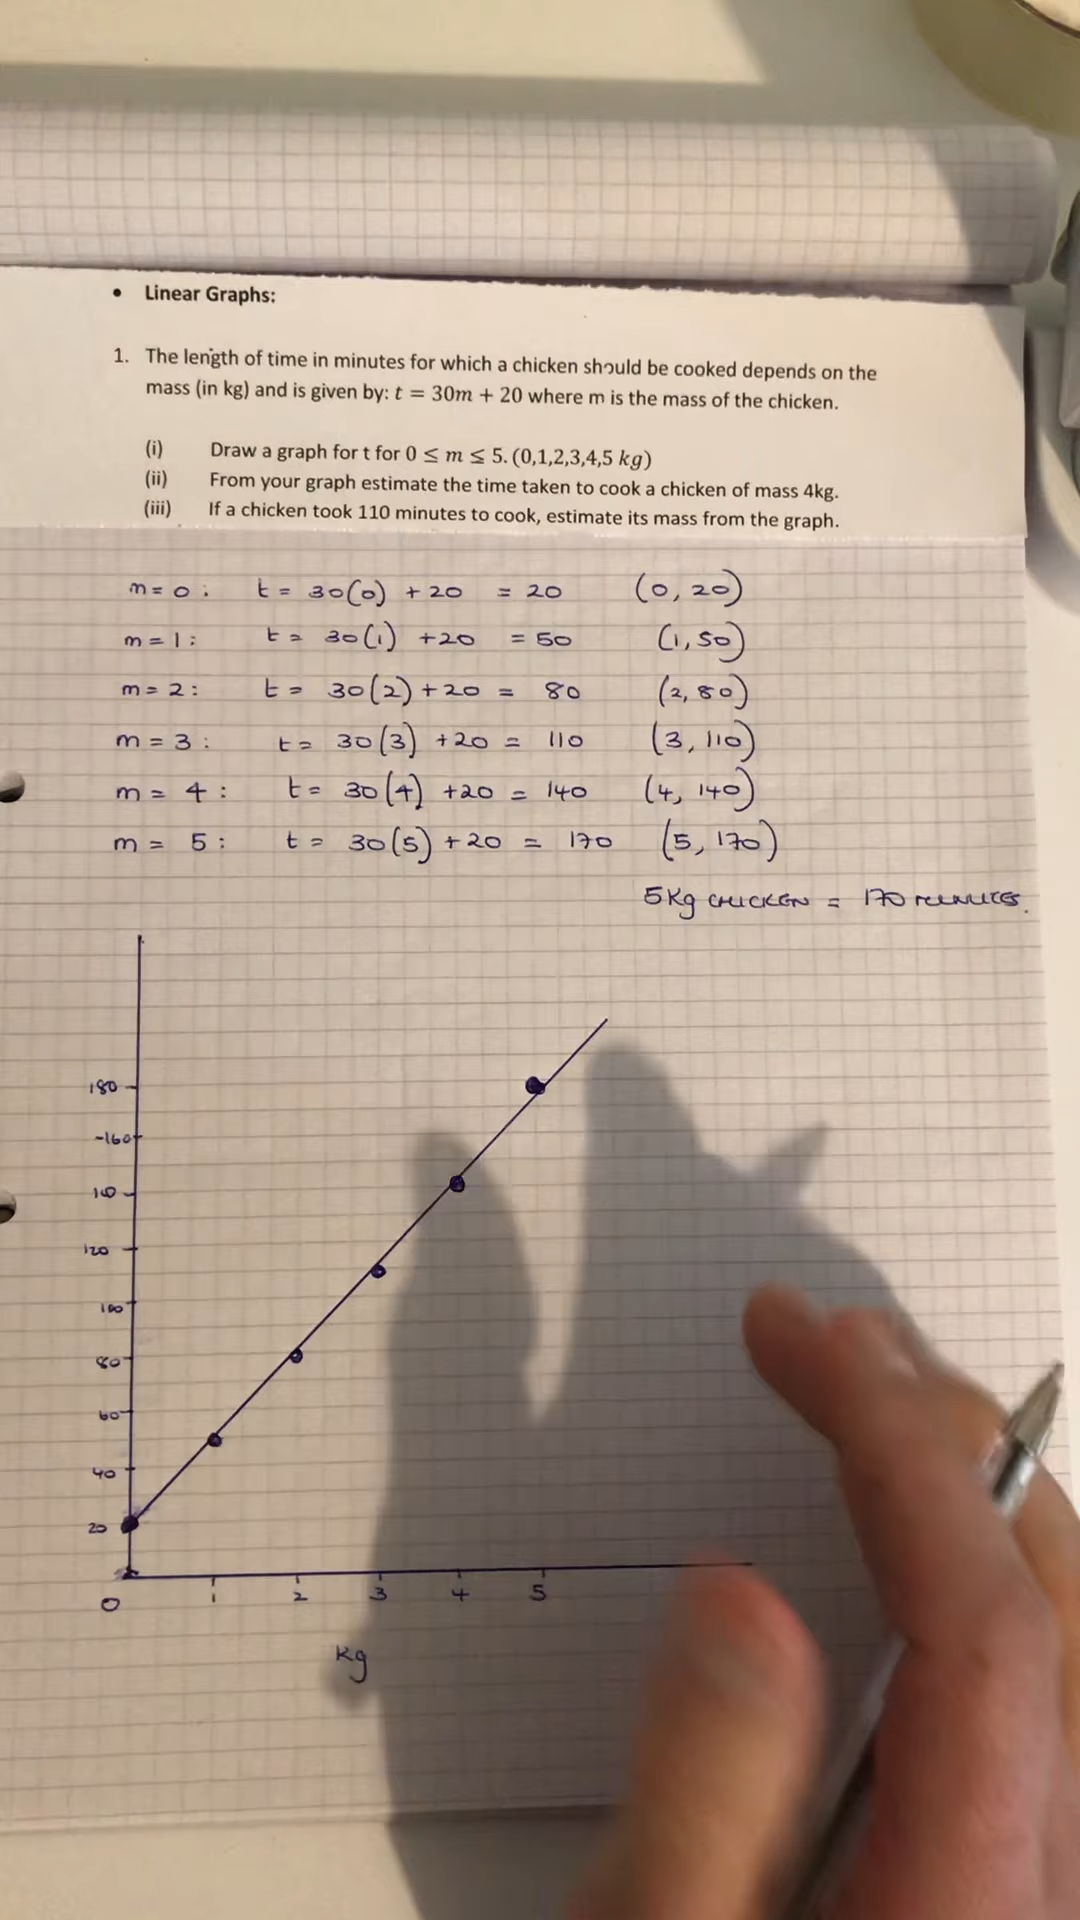 • Linear Graphs:
1. The length of time in minutes for which a chicken should be cooked depends on the
mass (in kg) and is given by: t = 30m + 20 where m is the mass of the chicken.
(i) Draw a graph for t for 0 ≤ m ≤ 5. (0,1,2,3,4,5 kg)
(ii) From your graph estimate the time taken to cook a chicken of mass 4kg.
(iii) If a chicken took 110 minutes to cook, estimate its mass from the graph.
m = 0 : t = 30(0) + 20 = 20 (0, 20)
m = 1 : t = 30(1) + 20 = 50 (1, 50)
m = 2 : t = 30(2) + 20 = 80 (2, 80)
m = 3 : t = 30(3) + 20 = 110 (3, 110)
m = 4 : t = 30(4) + 20 = 140 (4, 140)
m = 5 : t = 30(5) + 20 = 170 (5, 170)
5Kg CHICKEN = 170 MINUTES.
180
160
120
100
80
60
40
20
0 1 2 3 4 5
kg